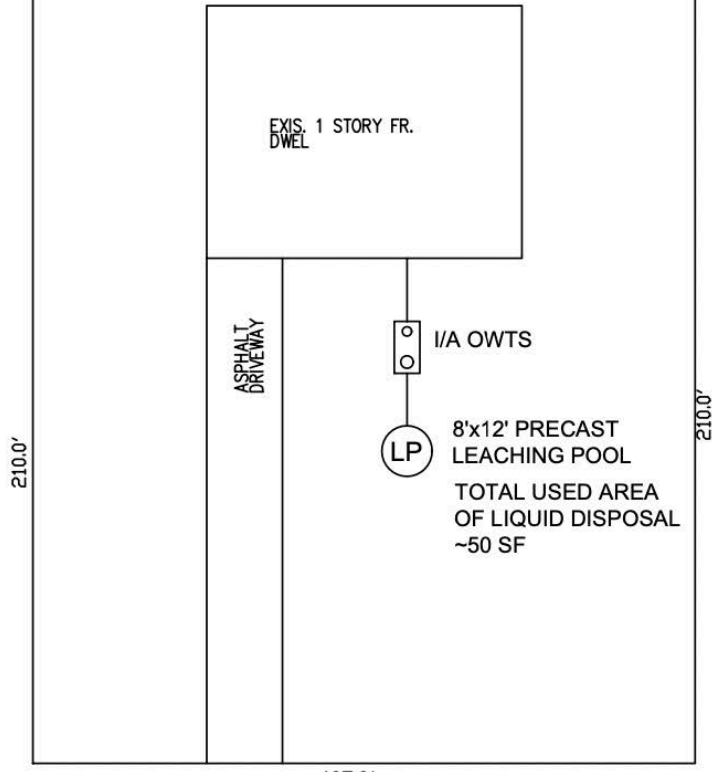 EXIS. 1 STORY FR.
DWEL
ASPHALT
DRIVEWAY
I/A OWTS
LP
8'x12' PRECAST
LEACHING POOL
TOTAL USED AREA
OF LIQUID DISPOSAL
~50 SF
210.0'
210.0'